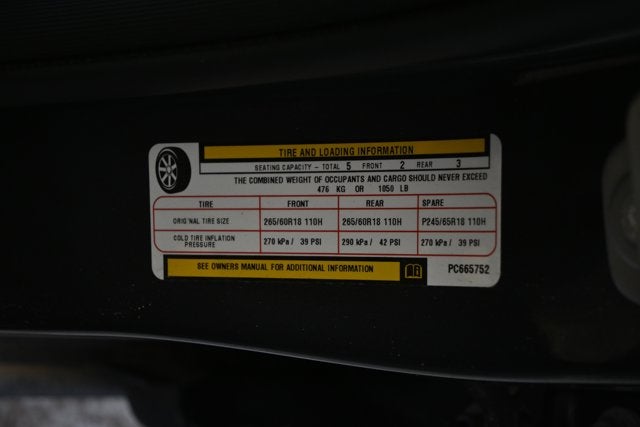 TIRE AND LOADING INFORMATION
SEATING CAPACITY - TOTAL 5 FRONT 2 REAR 3
THE COMBINED WEIGHT OF OCCUPANTS AND CARGO SHOULD NEVER EXCEED
476 KG OR 1050 LB
TIRE FRONT REAR SPARE
ORIGINAL TIRE SIZE 265/60R18 110H 265/60R18 110H P245/65R18 110H
COLD TIRE INFLATION PRESSURE 270 kPa / 39 PSI 290 kPa / 42 PSI 270 kPa / 39 PSI
SEE OWNERS MANUAL FOR ADDITIONAL INFORMATION PC665752